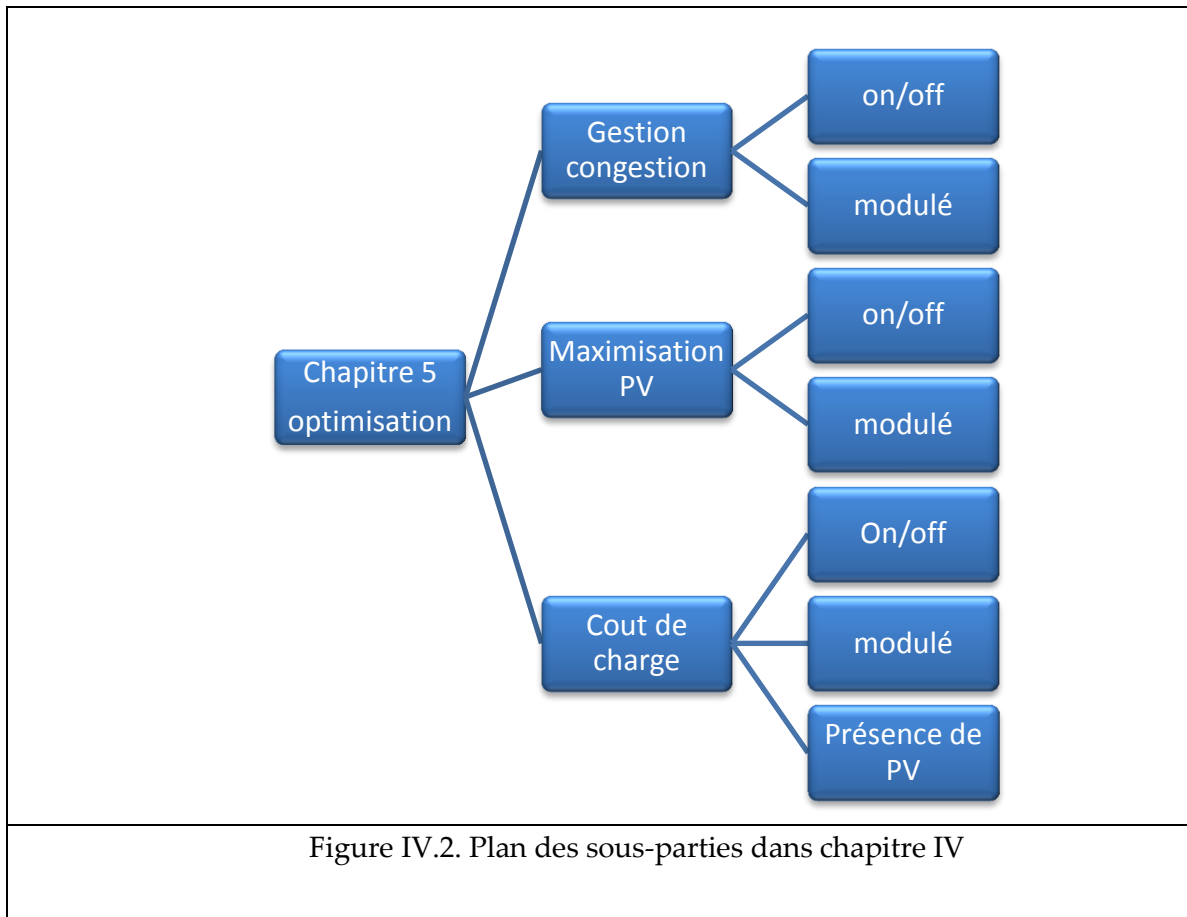 Chapitre 5
optimisation
Gestion
congestion
on/off
modulé
Maximisation
PV
on/off
modulé
Cout de
charge
On/off
modulé
Présence de
PV
Figure IV.2. Plan des sous-parties dans chapitre IV